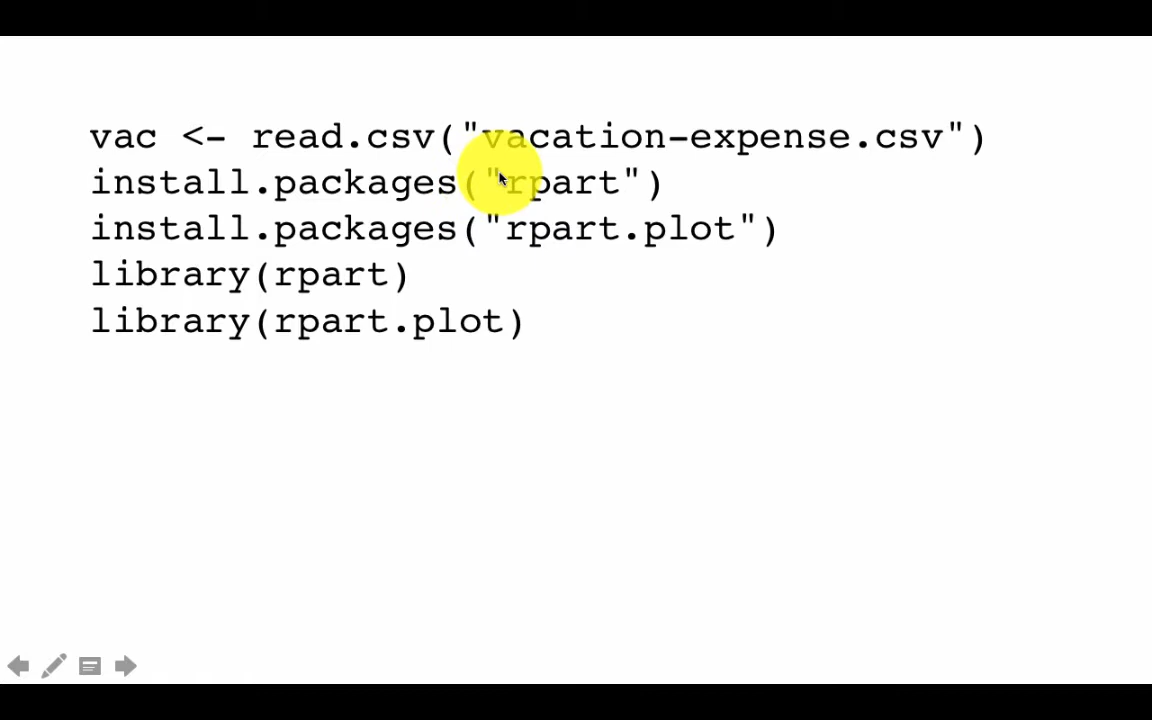 vac <- read.csv("vacation-expense.csv")
install.packages("rpart")
install.packages("rpart.plot")
library(rpart)
library(rpart.plot)